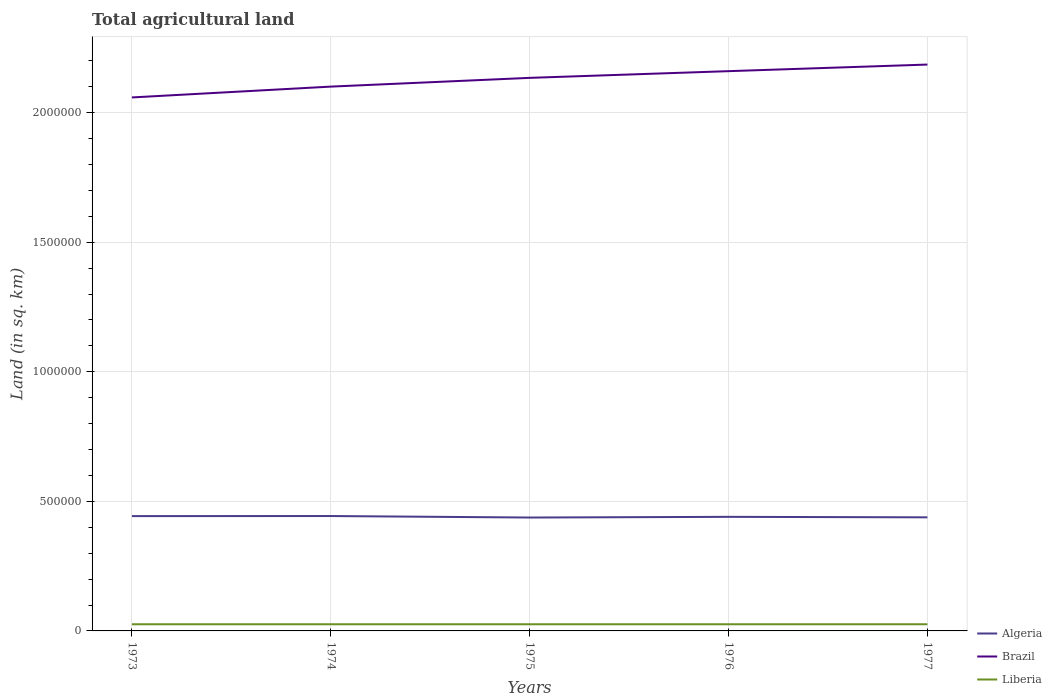 Total agricultural land
Land (in sq. km)
2000000
1500000
1000000
500000
0
1973
1974
1975
1976
1977
Years
Algeria
Brazil
Liberia